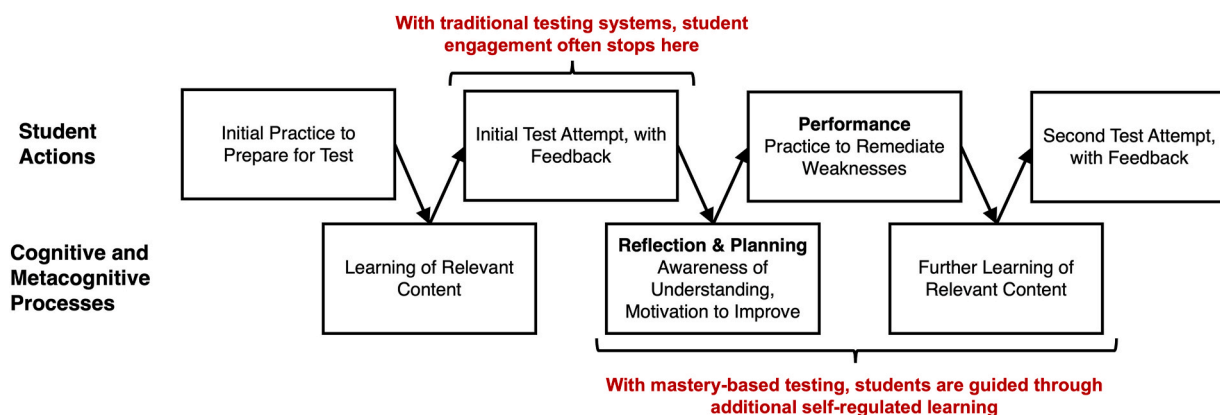 With traditional testing systems, student
engagement often stops here
Student
Actions
Initial Practice to
Prepare for Test
Initial Test Attempt, with
Feedback
Performance
Practice to Remediate
Weaknesses
Second Test Attempt,
with Feedback
Cognitive and
Metacognitive
Processes
Learning of Relevant
Content
Reflection & Planning
Awareness of
Understanding,
Motivation to Improve
Further Learning of
Relevant Content
With mastery-based testing, students are guided through
additional self-regulated learning